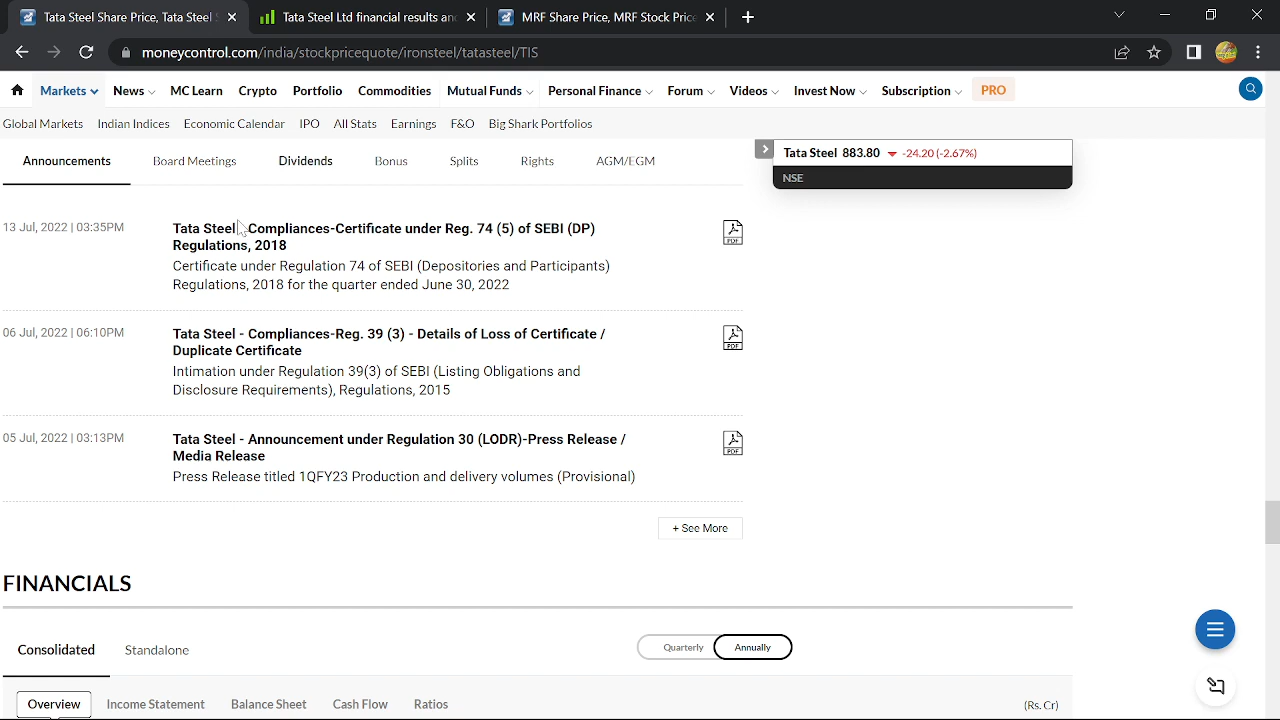 Tata Steel Share Price, Tata Steel S
Tata Steel Ltd financial results and
MRF Share Price, MRF Stock Price
moneycontrol.com/india/stockpricequote/ironsteel/tatasteel/TIS
Markets News MC Learn Crypto Portfolio Commodities Mutual Funds Personal Finance Forum Videos Invest Now Subscription PRO
Global Markets Indian Indices Economic Calendar IPO All Stats Earnings F&O Big Shark Portfolios
Announcements Board Meetings Dividends Bonus Splits Rights AGM/EGM
Tata Steel 883.80 -24.20 (-2.67%)
NSE
13 Jul, 2022 | 03:35PM
Tata Steel - Compliances-Certificate under Reg. 74 (5) of SEBI (DP)
Regulations, 2018
Certificate under Regulation 74 of SEBI (Depositories and Participants)
Regulations, 2018 for the quarter ended June 30, 2022
PDF
06 Jul, 2022 | 06:10PM
Tata Steel - Compliances-Reg. 39 (3) - Details of Loss of Certificate /
Duplicate Certificate
Intimation under Regulation 39(3) of SEBI (Listing Obligations and
Disclosure Requirements), Regulations, 2015
PDF
05 Jul, 2022 | 03:13PM
Tata Steel - Announcement under Regulation 30 (LODR)-Press Release /
Media Release
Press Release titled 1QFY23 Production and delivery volumes (Provisional)
PDF
+ See More
FINANCIALS
Consolidated Standalone
Quarterly Annually
Overview Income Statement Balance Sheet Cash Flow Ratios
(Rs. Cr)